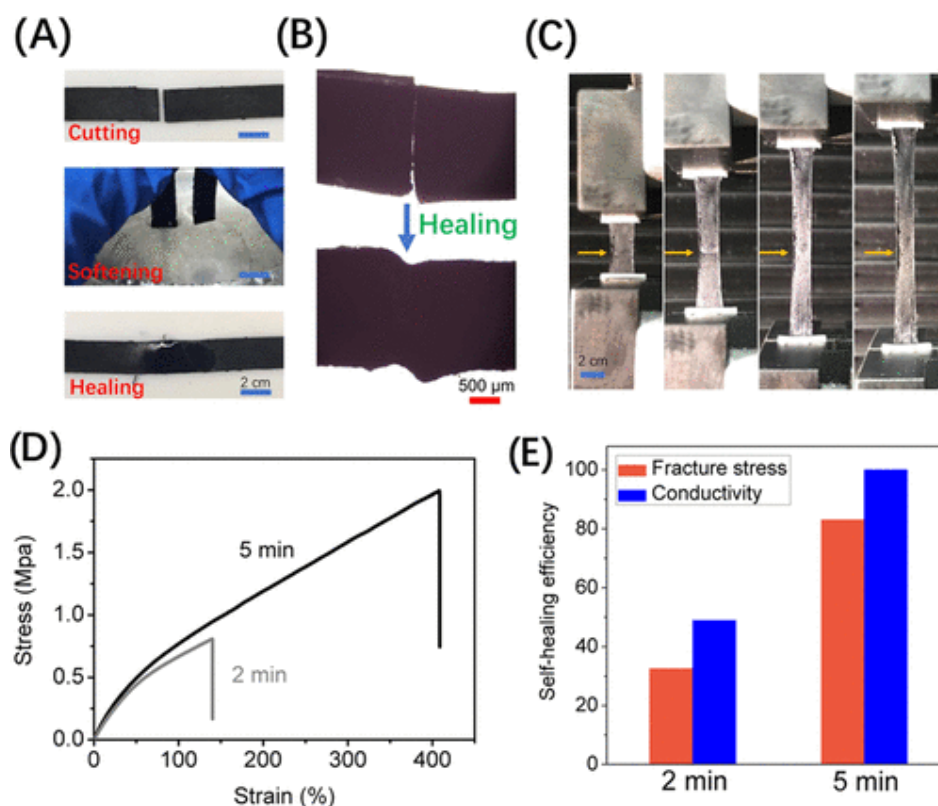 (A)
Cutting
Softening
Healing
2 cm
(B)
Healing
500 μm
(C)
2 cm
(D)
Stress (Mpa)
2.0
1.5
1.0
0.5
0.0
5 min
2 min
0
100
200
300
400
Strain (%)
(E)
Self-healing efficiency
100
80
60
40
20
0
Fracture stress
Conductivity
2 min
5 min